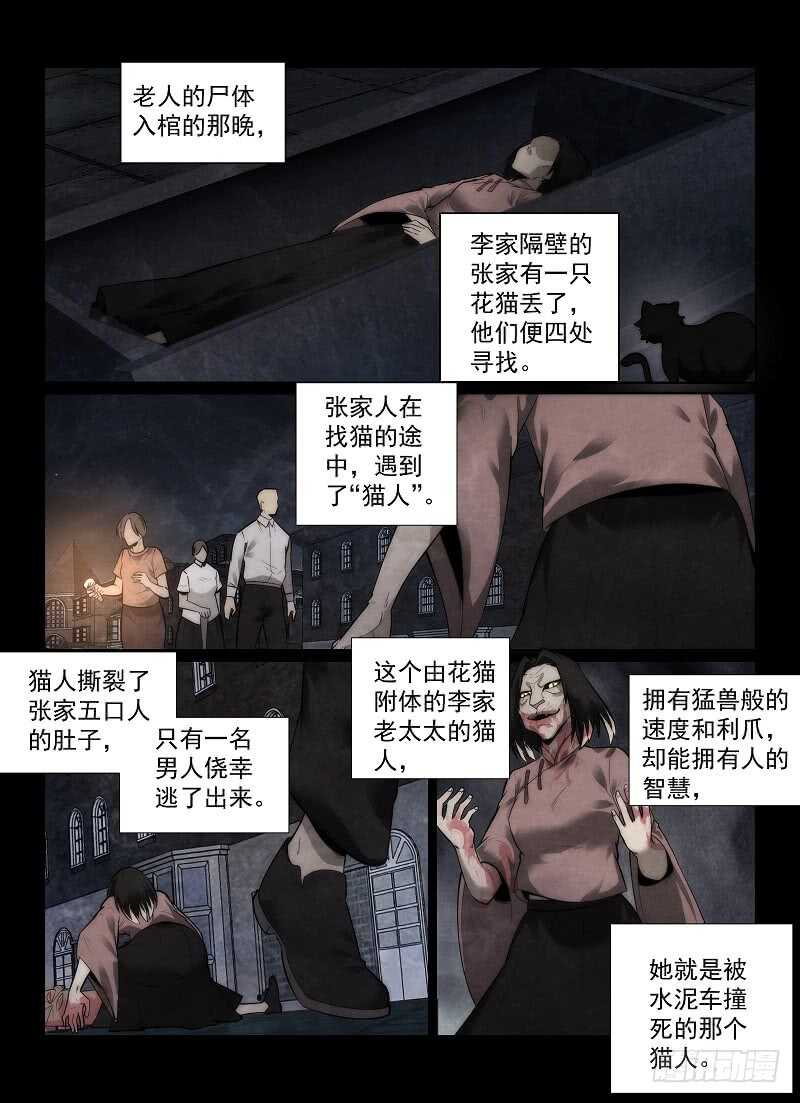 老人的尸体
入棺的那晚，
李家隔壁的
张家有一只
花猫丢了，
他们便四处
寻找。
张家人在
找猫的途
中，遇到
了“猫人”。
猫人撕裂了
张家五口人
的肚子，
只有一名
男人侥幸
逃了出来。
这个由花猫
附体的李家
老太太的猫
人，
拥有猛兽般的
速度和利爪，
却能拥有人的
智慧，
她就是被
水泥车撞
死的那个
猫人。
腾讯动漫